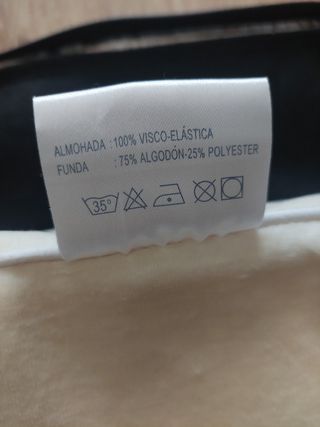 ALMOHADA : 100% VISCO-ELÁSTICA
FUNDA : 75% ALGODÓN-25% POLYESTER
35°